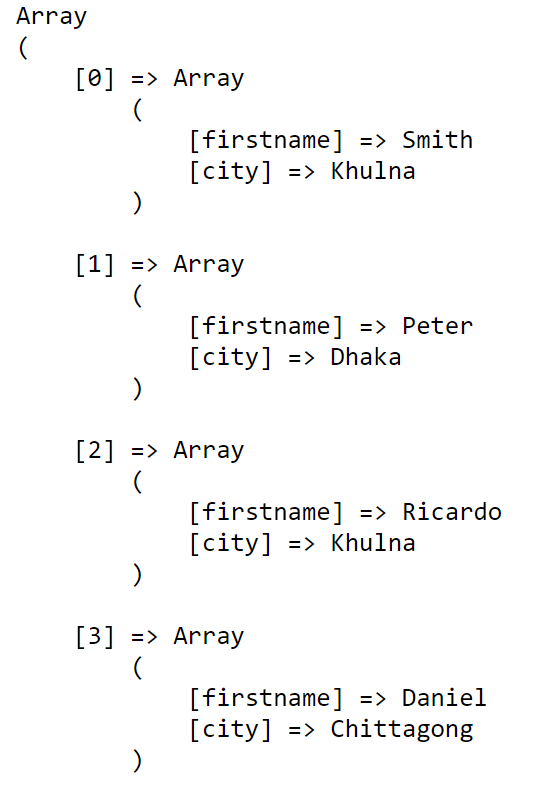 Array
(
    [0] => Array
        (
            [firstname] => Smith
            [city] => Khulna
        )

    [1] => Array
        (
            [firstname] => Peter
            [city] => Dhaka
        )

    [2] => Array
        (
            [firstname] => Ricardo
            [city] => Khulna
        )

    [3] => Array
        (
            [firstname] => Daniel
            [city] => Chittagong
        )